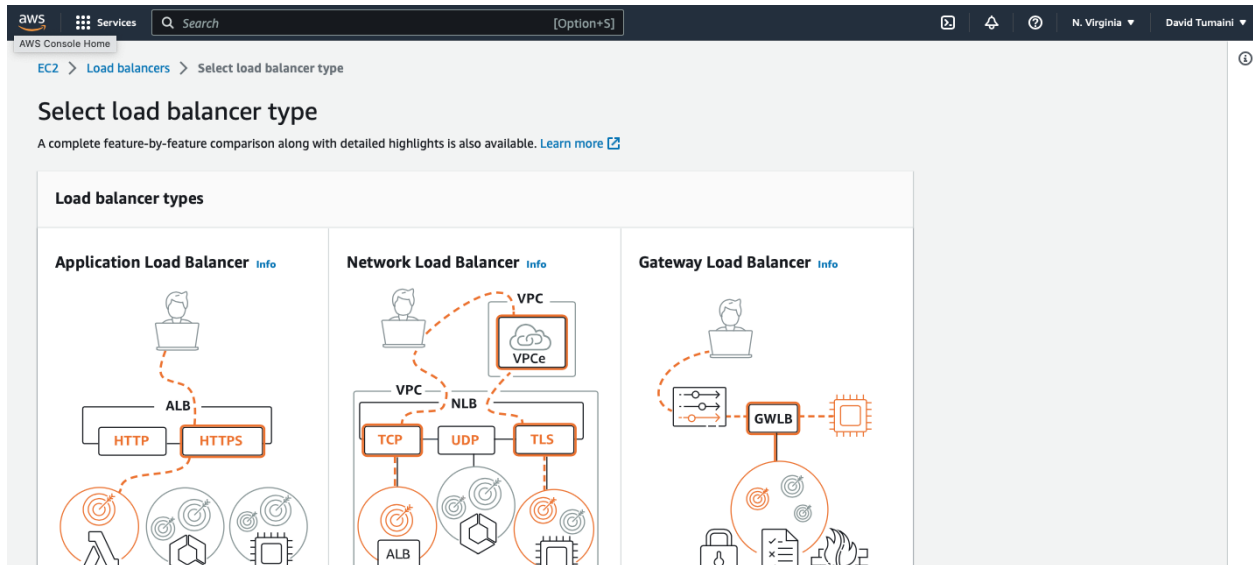 aws Services Search [Option+S] N. Virginia David Tumaini
AWS Console Home
EC2 Load balancers Select load balancer type
Select load balancer type
A complete feature-by-feature comparison along with detailed highlights is also available. Learn more
Load balancer types
Application Load Balancer Info
ALB
HTTP HTTPS
Network Load Balancer Info
VPC
VPCe
VPC
NLB
TCP UDP TLS
ALB
Gateway Load Balancer Info
GWLB